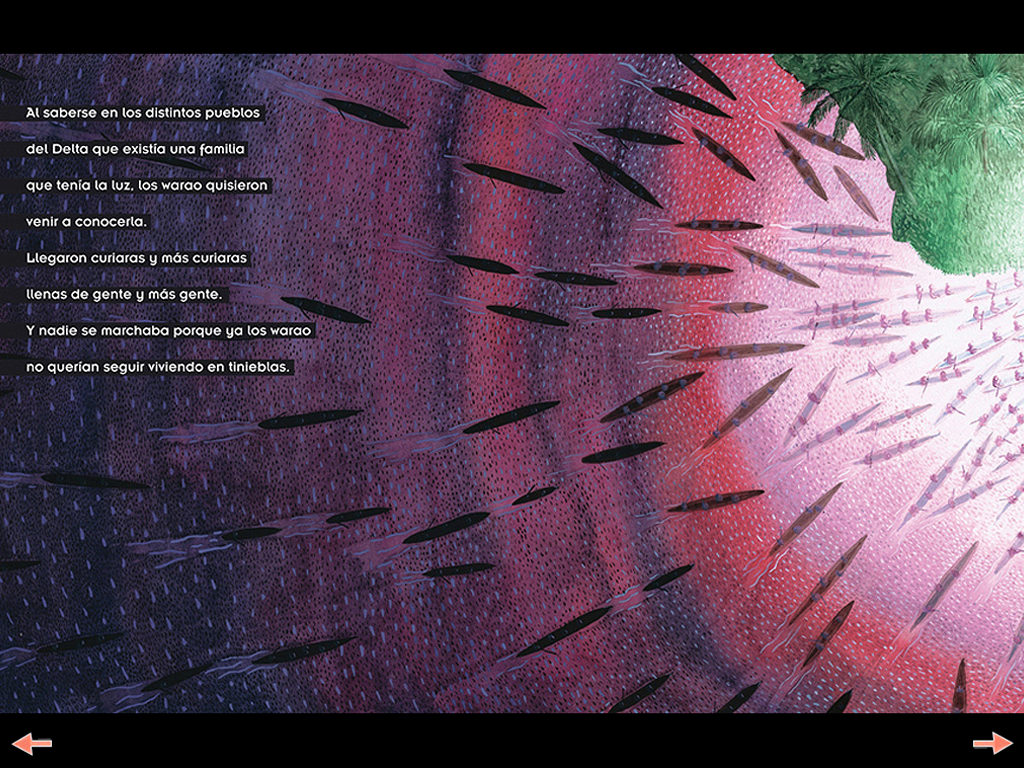 Al saberse en los distintos pueblos
del Delta que existía una familia
que tenía la luz, los warao quisieron
venir a conocerla.
Llegaron curiaras y más curiaras
llenas de gente y más gente.
Y nadie se marchaba porque ya los warao
no querían seguir viviendo en tinieblas.